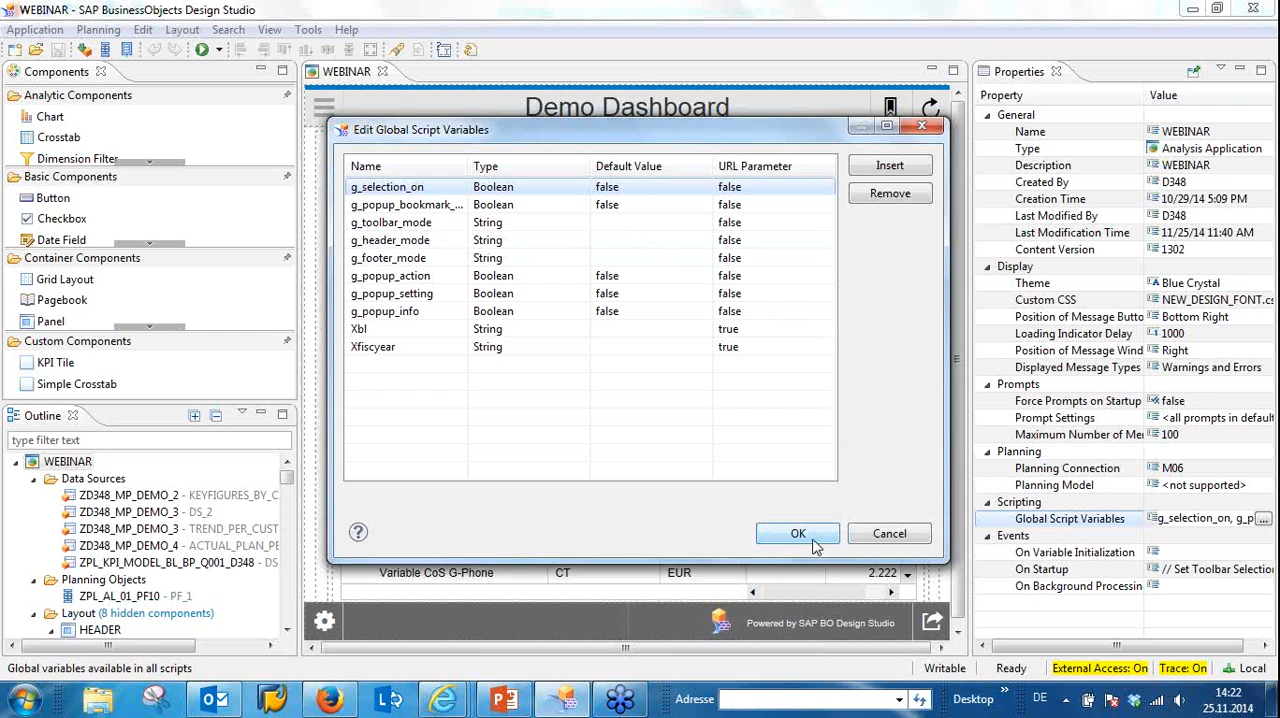 WEBINAR - SAP BusinessObjects Design Studio
Application Planning Edit Layout Search View Tools Help
Components
Analytic Components
Chart
Crosstab
Dimension Filter
Basic Components
Button
Checkbox
Date Field
Container Components
Grid Layout
Pagebook
Panel
Custom Components
KPI Tile
Simple Crosstab
Outline
type filter text
WEBINAR
Data Sources
ZD348_MP_DEMO_2 - KEYFIGURES_BY_C
ZD348_MP_DEMO_3 - DS_2
ZD348_MP_DEMO_3 - TREND_PER_CUST
ZD348_MP_DEMO_4 - ACTUAL_PLAN_PE
ZPL_KPI_MODEL_BL_BP_Q001_D348 - DS
Planning Objects
ZPL_AL_01_PF10 - PF_1
Layout (8 hidden components)
HEADER
WEBINAR
Demo Dashboard
Edit Global Script Variables
Name Type Default Value URL Parameter
g_selection_on Boolean false false
g_popup_bookmark_... Boolean false false
g_toolbar_mode String false
g_header_mode String false
g_footer_mode String false
g_popup_action Boolean false false
g_popup_setting Boolean false false
g_popup_info Boolean false false
Xbl String true
Xfiscyear String true
Insert
Remove
?
OK
Cancel
Variable CoS G-Phone CT EUR 2.222
Powered by SAP BO Design Studio
Properties
Property Value
General
Name WEBINAR
Type Analysis Application
Description WEBINAR
Created By D348
Creation Time 10/29/14 5:09 PM
Last Modified By D348
Last Modification Time 11/25/14 11:40 AM
Content Version 1302
Display
Theme Blue Crystal
Custom CSS NEW_DESIGN_FONT.cs
Position of Message Butto Bottom Right
Loading Indicator Delay 1000
Position of Message Wind Right
Displayed Message Types Warnings and Errors
Prompts
Force Prompts on Startup false
Prompt Settings <all prompts in default
Maximum Number of Mer 100
Planning
Planning Connection M06
Planning Model <not supported>
Scripting
Global Script Variables g_selection_on, g_p ...
Events
On Variable Initialization
On Startup // Set Toolbar Selectio
On Background Processin
Global variables available in all scripts
Writable Ready External Access: On Trace: On Local
Adresse
Desktop
DE
14:22
25.11.2014